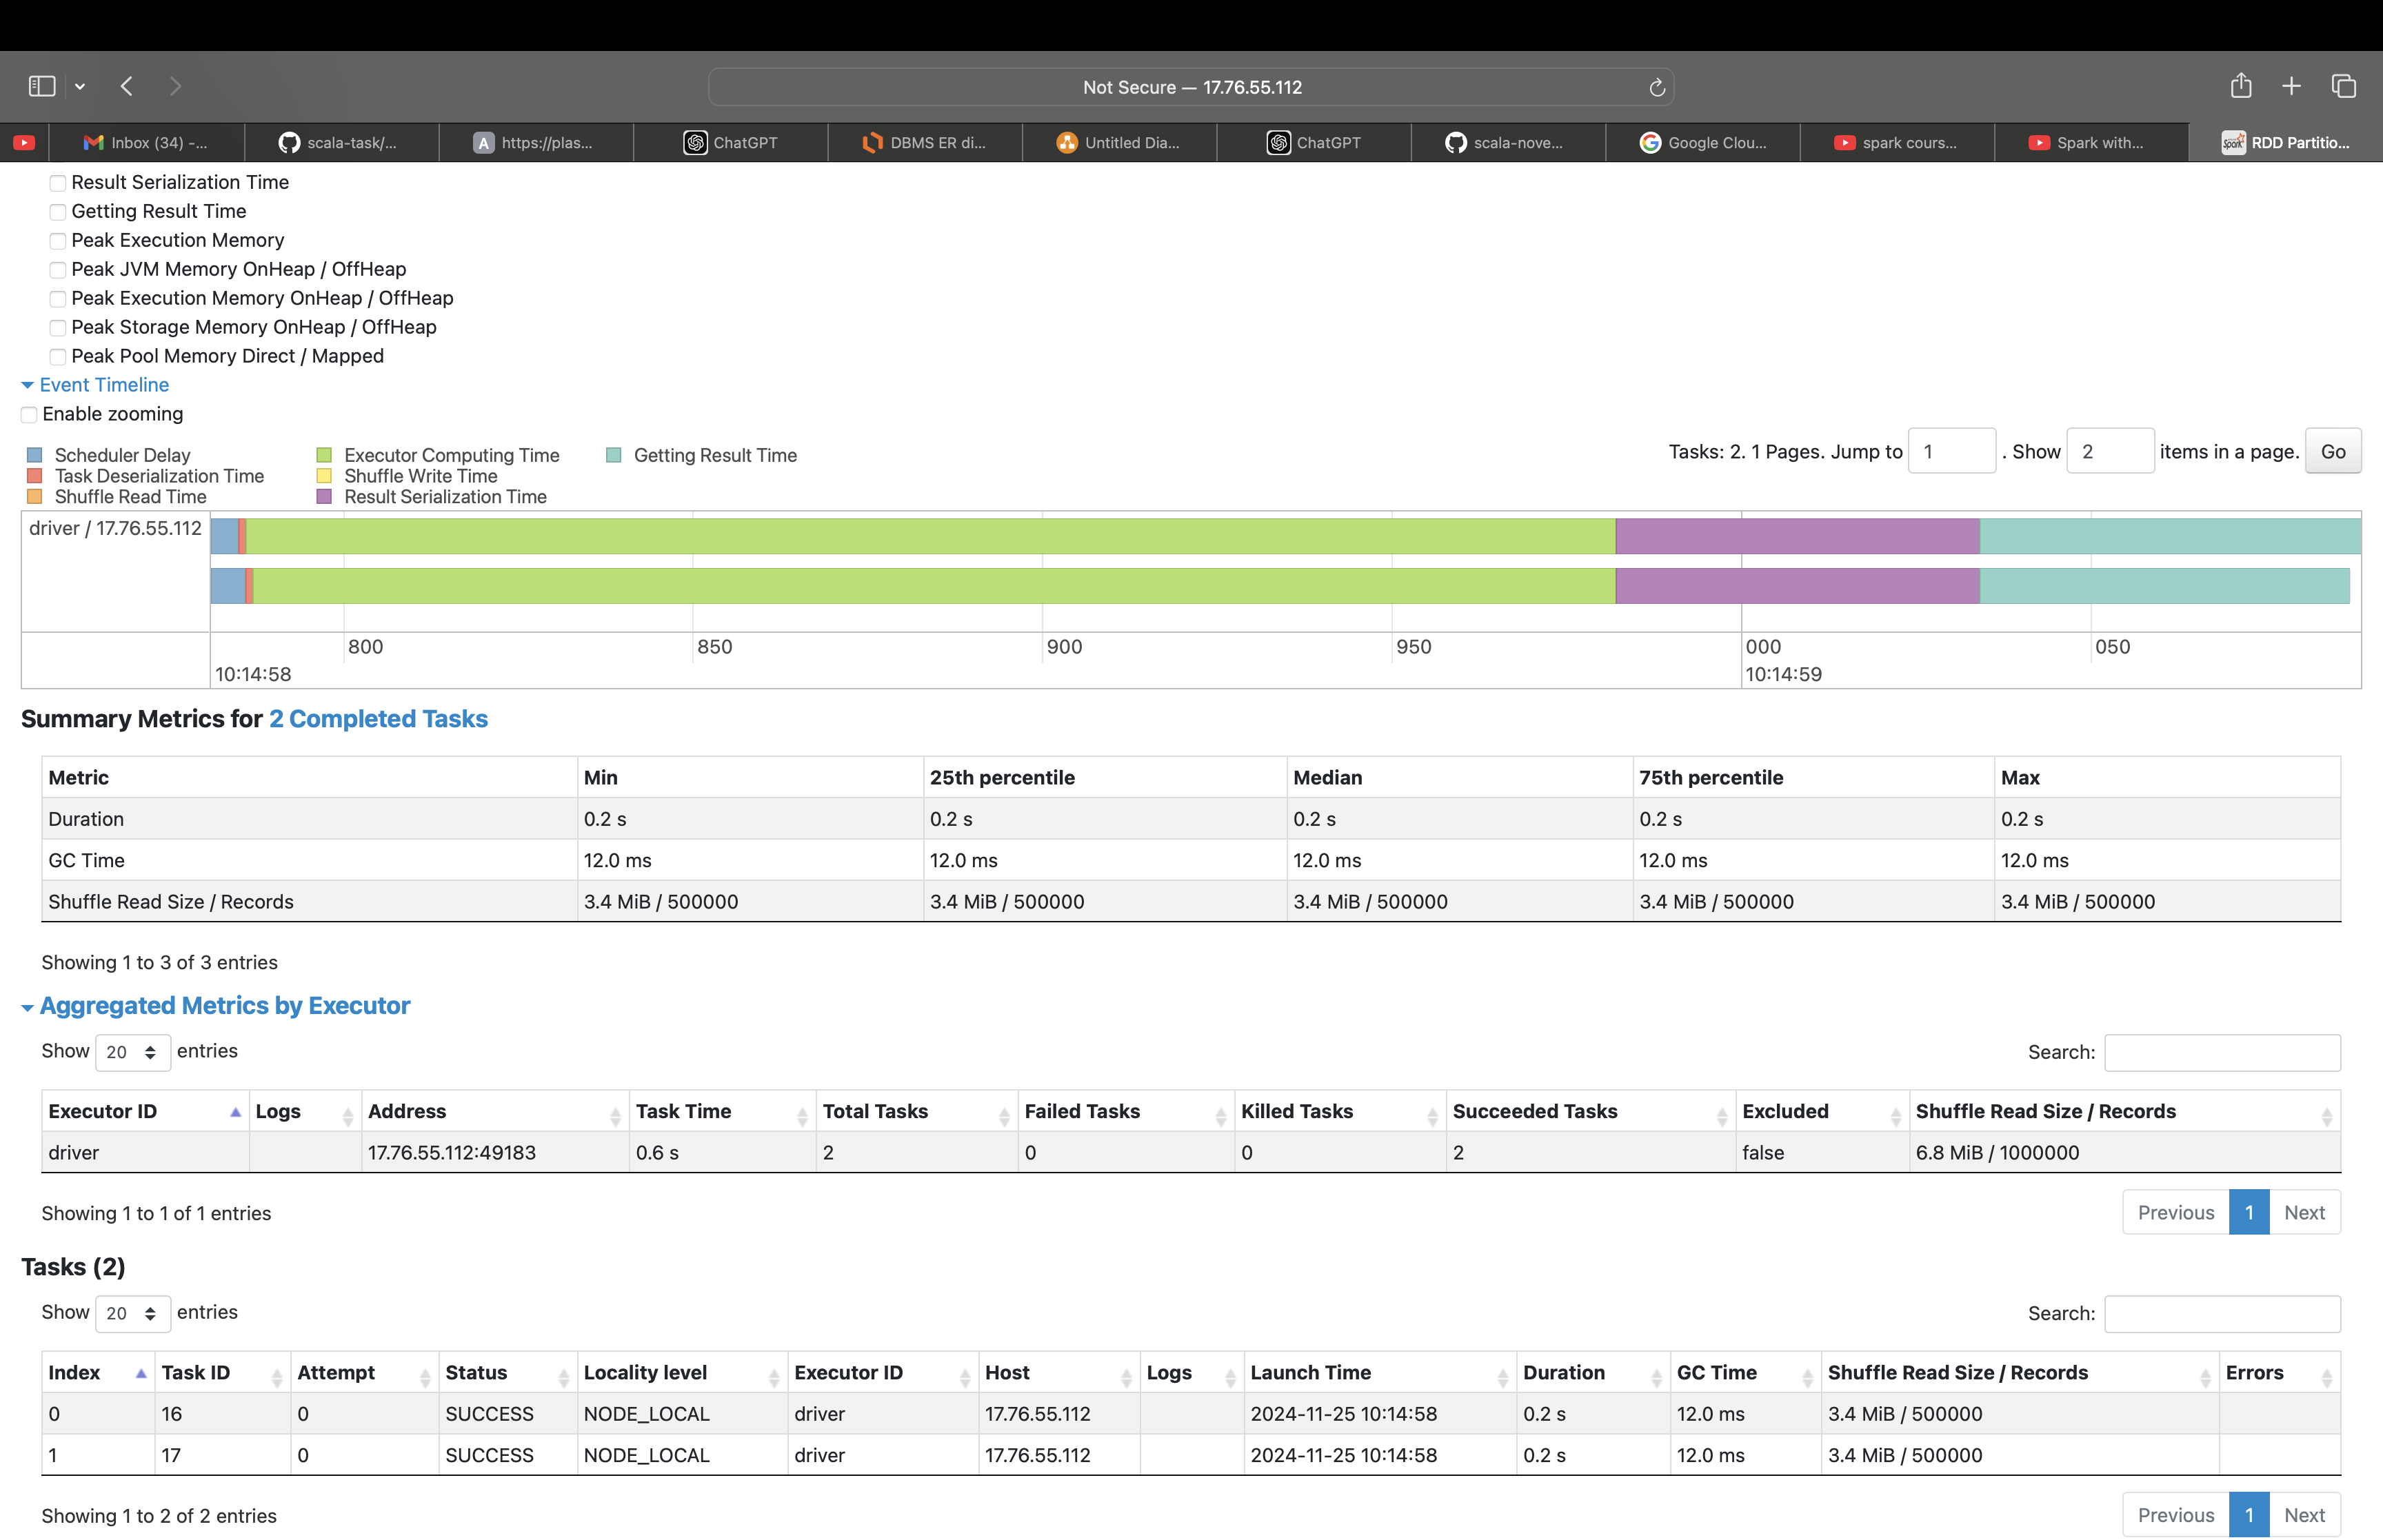 Not Secure — 17.76.55.112
Inbox (34) -... scala-task/... A https://plas... ChatGPT DBMS ER di... Untitled Dia... ChatGPT scala-nove... Google Clou... spark cours... Spark with... Spark RDD Partitio...
Result Serialization Time
Getting Result Time
Peak Execution Memory
Peak JVM Memory OnHeap / OffHeap
Peak Execution Memory OnHeap / OffHeap
Peak Storage Memory OnHeap / OffHeap
Peak Pool Memory Direct / Mapped
Event Timeline
Enable zooming
Scheduler Delay Executor Computing Time Getting Result Time Tasks: 2. 1 Pages. Jump to 1 . Show 2 items in a page. Go
Task Deserialization Time Shuffle Write Time
Shuffle Read Time Result Serialization Time
driver / 17.76.55.112
800 850 900 950 000 050
10:14:58 10:14:59
Summary Metrics for 2 Completed Tasks
Metric Min 25th percentile Median 75th percentile Max
Duration 0.2 s 0.2 s 0.2 s 0.2 s 0.2 s
GC Time 12.0 ms 12.0 ms 12.0 ms 12.0 ms 12.0 ms
Shuffle Read Size / Records 3.4 MiB / 500000 3.4 MiB / 500000 3.4 MiB / 500000 3.4 MiB / 500000 3.4 MiB / 500000
Showing 1 to 3 of 3 entries
Aggregated Metrics by Executor
Show 20 entries Search:
Executor ID Logs Address Task Time Total Tasks Failed Tasks Killed Tasks Succeeded Tasks Excluded Shuffle Read Size / Records
driver 17.76.55.112:49183 0.6 s 2 0 0 2 false 6.8 MiB / 1000000
Showing 1 to 1 of 1 entries Previous 1 Next
Tasks (2)
Show 20 entries Search:
Index Task ID Attempt Status Locality level Executor ID Host Logs Launch Time Duration GC Time Shuffle Read Size / Records Errors
0 16 0 SUCCESS NODE_LOCAL driver 17.76.55.112 2024-11-25 10:14:58 0.2 s 12.0 ms 3.4 MiB / 500000
1 17 0 SUCCESS NODE_LOCAL driver 17.76.55.112 2024-11-25 10:14:58 0.2 s 12.0 ms 3.4 MiB / 500000
Showing 1 to 2 of 2 entries Previous 1 Next